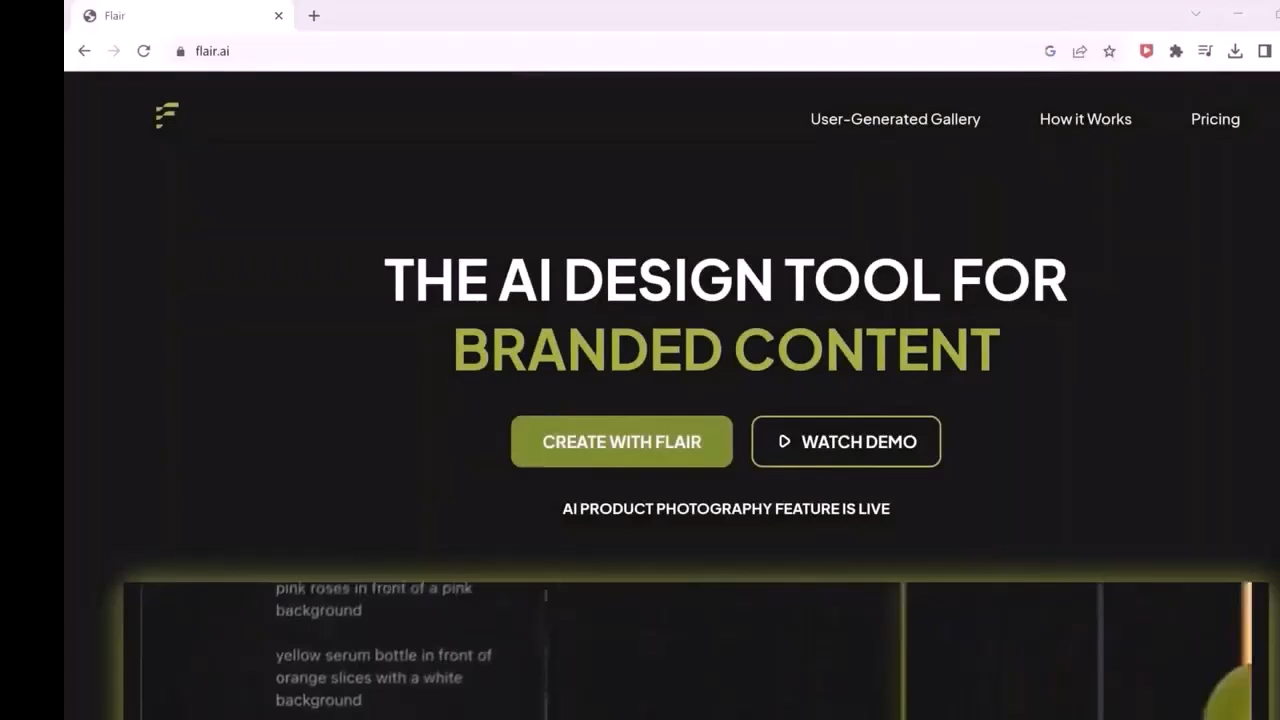 Flair
flair.ai
User-Generated Gallery
How it Works
Pricing
THE AI DESIGN TOOL FOR
BRANDED CONTENT
CREATE WITH FLAIR
WATCH DEMO
AI PRODUCT PHOTOGRAPHY FEATURE IS LIVE
pink roses in front of a pink
background
yellow serum bottle in front of
orange slices with a white
background